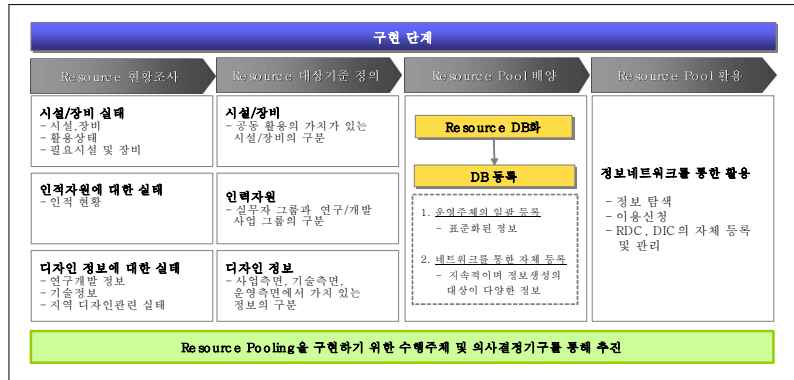 구현 단계
Resource 현황조사
Resource 대상기준 정의
Resource Pool 배양
Resource Pool 활용
시설/장비 실태
- 시설,장비
- 활용상태
- 필요시설 및 장비
인적자원에 대한 실태
- 인적 현황
디자인 정보에 대한 실태
- 연구개발 정보
- 기술정보
- 지역 디자인관련 실태
시설/장비
- 공동 활용의 가치가 있는
시설/장비의 구분
인력자원
- 실무자 그룹과 연구/개발
사업 그룹의 구분
디자인 정보
- 사업측면, 기술측면,
운영측면에서 가치 있는
정보의 구분
Resource DB화
DB 등록
1. 운영주체의 일괄 등록
- 표준화된 정보
2. 네트워크를 통한 자체 등록
- 지속적이며 정보생성의
대상이 다양한 정보
정보네트워크를 통한 활용
- 정보 탐색
- 이용신청
- RDC, DIC의 자체 등록
및 관리
Resource Pooling을 구현하기 위한 수행주체 및 의사결정기구를 통해 추진